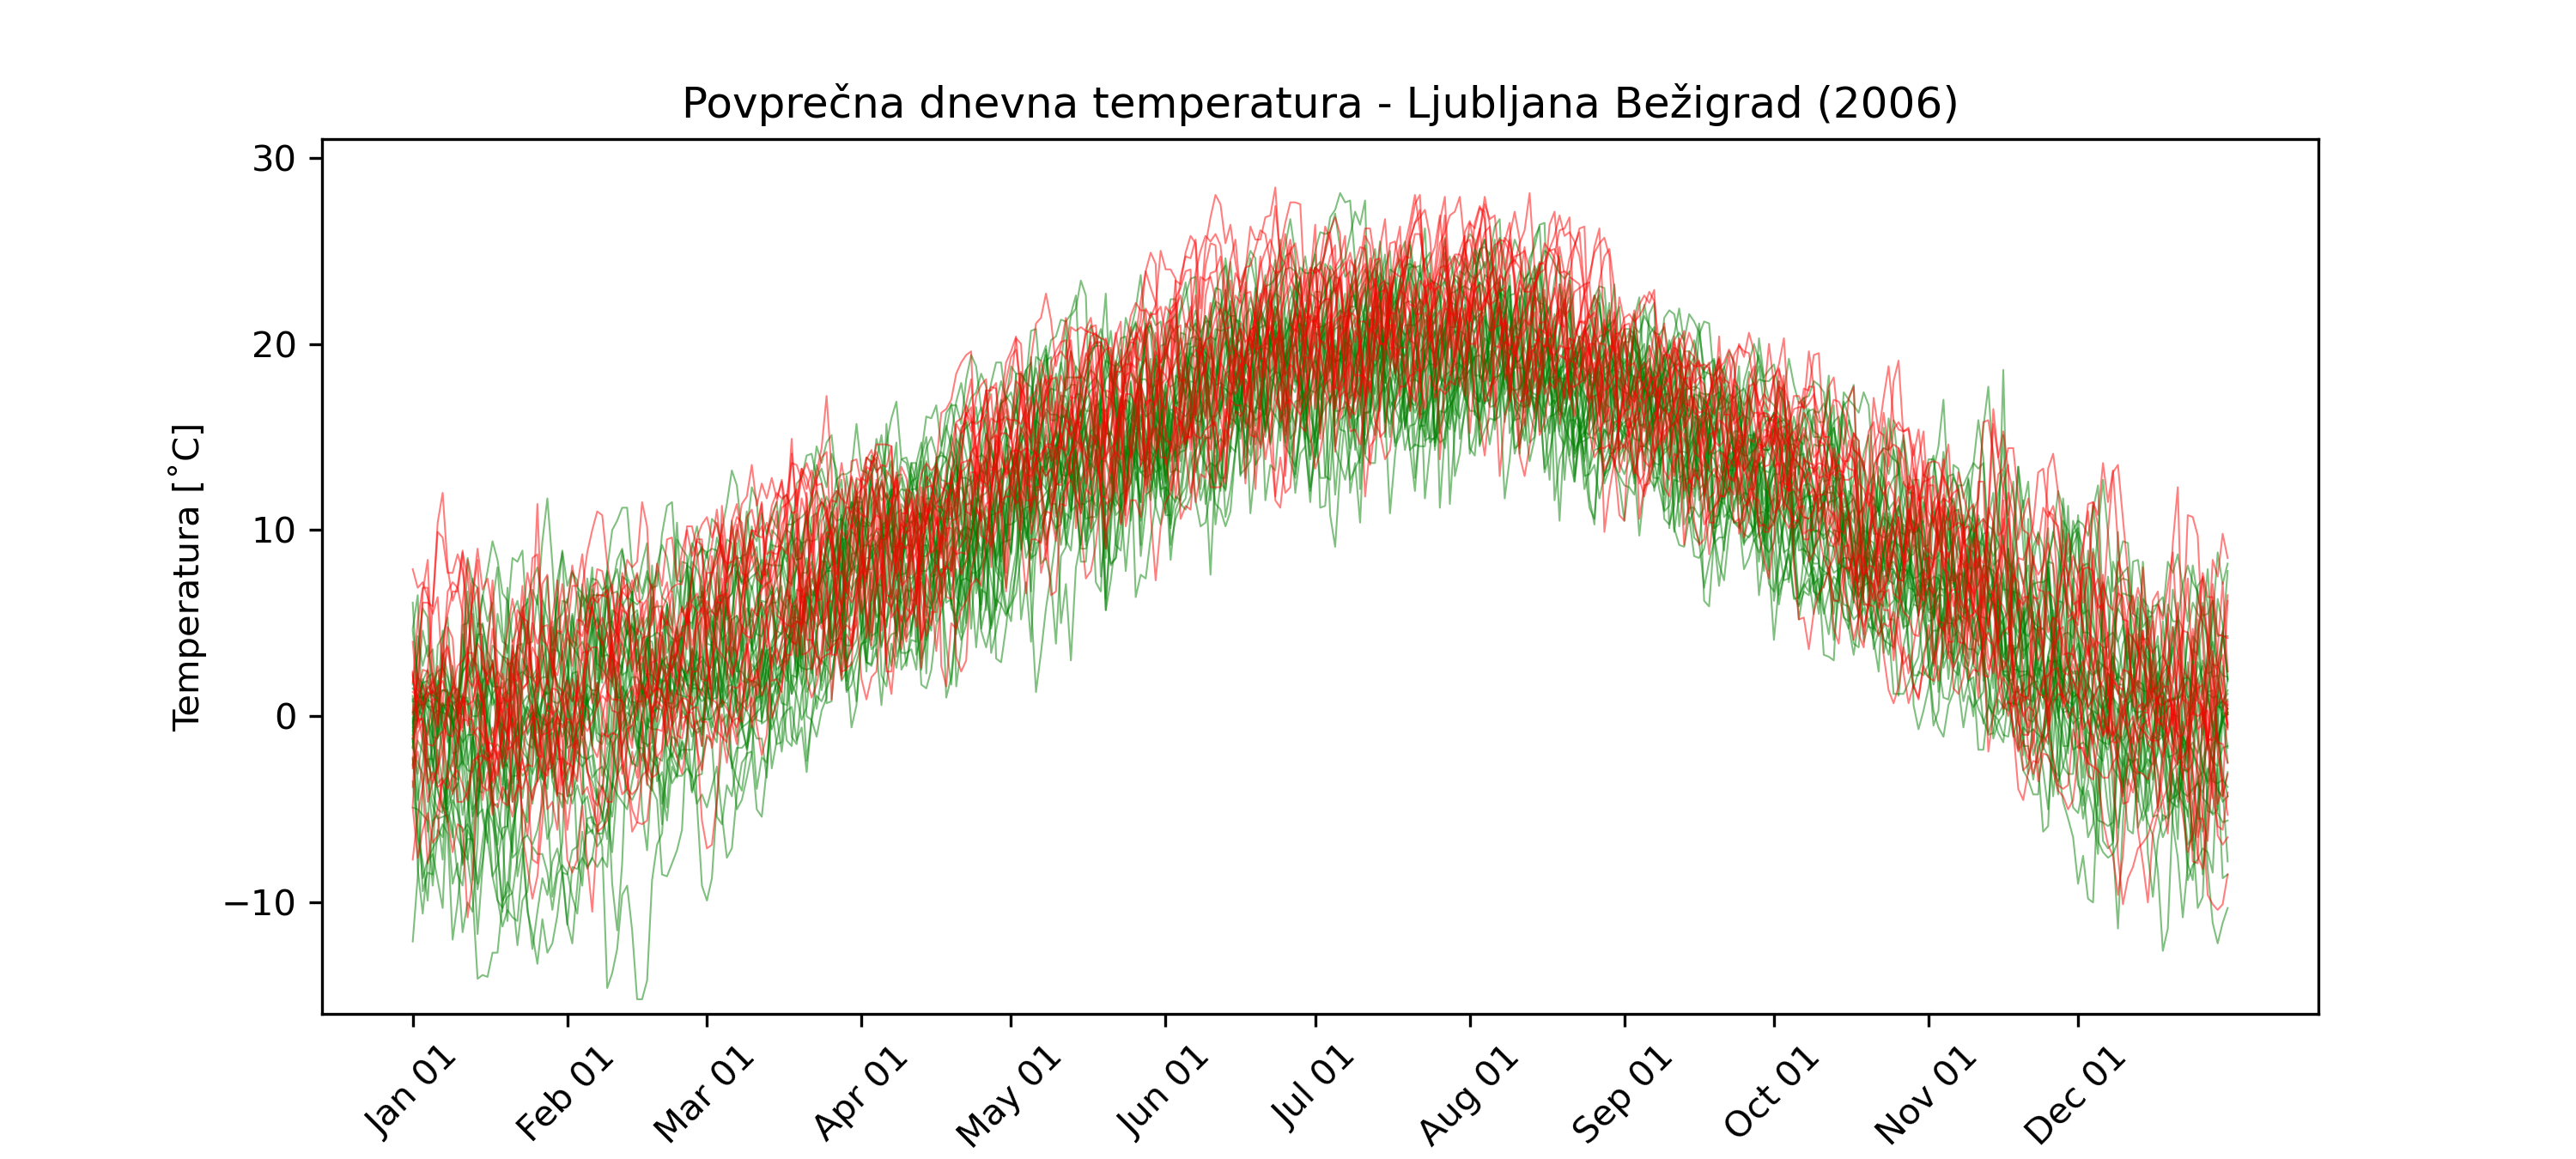 Povprečna dnevna temperatura - Ljubljana Bežigrad (2006)
Temperatura [˚C]
30
20
10
0
−10
Jan 01
Feb 01
Mar 01
Apr 01
May 01
Jun 01
Jul 01
Aug 01
Sep 01
Oct 01
Nov 01
Dec 01